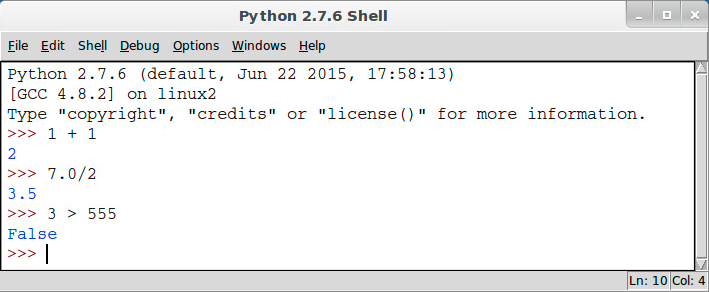 Python 2.7.6 Shell
File Edit Shell Debug Options Windows Help
Python 2.7.6 (default, Jun 22 2015, 17:58:13)
[GCC 4.8.2] on linux2
Type "copyright", "credits" or "license()" for more information.
>>> 1 + 1
2
>>> 7.0/2
3.5
>>> 3 > 555
False
>>>
Ln: 10 Col: 4